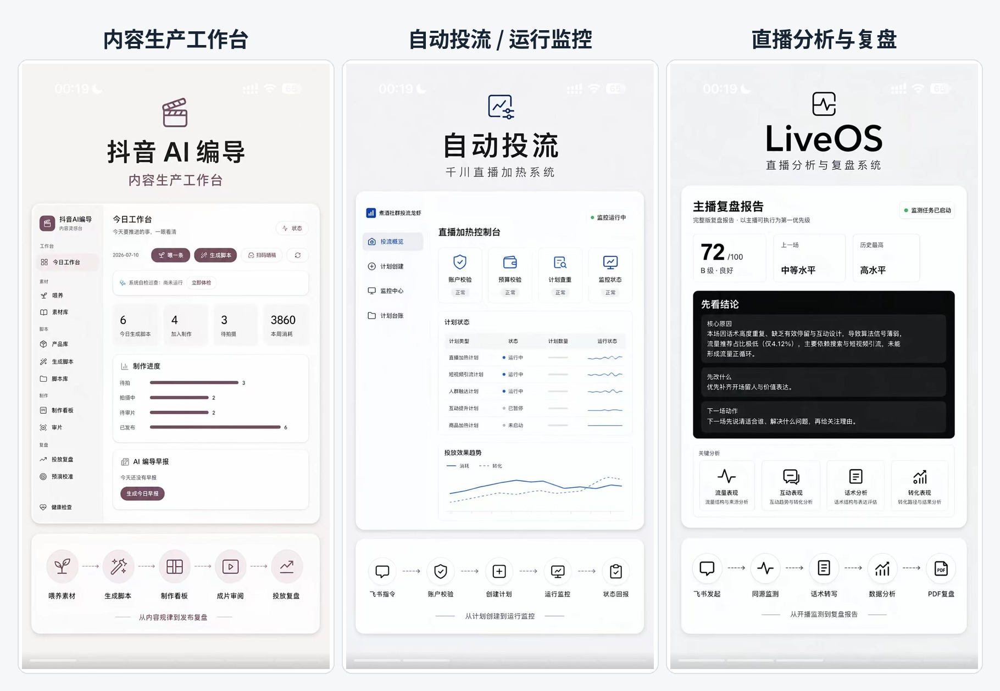 内容生产工作台
00:19
66
抖音 AI 编导
内容生产工作台
抖音AI编导
内容灵感台
工作台
今日工作台
素材
喂养
素材库
脚本
产品库
生成脚本
脚本库
制作
制作看板
审片
复盘
投放复盘
预演校准
健康检查
今日工作台
今天要推进的事，一眼看清
状态
2026-07-10
喂一条
生成脚本
扫码晒稿
系统自检巡查：尚未运行
立即体检
6
今日生成脚本
4
加入制作
3
待拍摄
3860
本周消耗
制作进度
待拍 3
拍摄中 2
待审片 2
已发布 6
AI 编导早报
今天还没有早报
生成今日早报
喂养素材
生成脚本
制作看板
成片审阅
投放复盘
从内容规律到发布复盘
自动投流 / 运行监控
00:19
66
自动投流
千川直播加热系统
煮酒社群投流龙虾
投流概览
计划创建
监控中心
计划台账
监控运行中
直播加热控制台
账户校验
正常
预算校验
正常
计划查重
正常
监控状态
正常
计划状态
计划类型 状态 计划数量 运行状态
直播加热计划 运行中
短视频引流计划 运行中
人群触达计划 运行中
互动提升计划 已暂停
商品加热计划 未启动
投放效果趋势
消耗 转化
飞书指令
账户校验
创建计划
运行监控
状态回报
从计划创建到运行监控
直播分析与复盘
00:19
66
LiveOS
直播分析与复盘系统
主播复盘报告
完整版复盘报告 · 以主播可执行为第一优先级
监测任务已启动
72 /100
B 级 · 良好
上一场
中等水平
历史最高
高水平
先看结论
核心原因
本场因话术高度重复、缺乏有效停留与互动设计，导致算法信号薄弱，
流量推荐占比极低（仅4.12%），主要依赖搜索与短视频引流，未能
形成流量正循环。
先改什么
优先补齐开场留人与价值表达。
下一场动作
下一场先说清适合谁、解决什么问题，再给关注理由。
关键分析
流量表现
流量结构与来源分析
互动表现
互动趋势与转化分析
话术分析
话术结构与表达评估
转化表现
转化路径与结果分析
飞书发起
同源监测
话术转写
数据分析
PDF
PDF复盘
从开播监测到复盘报告